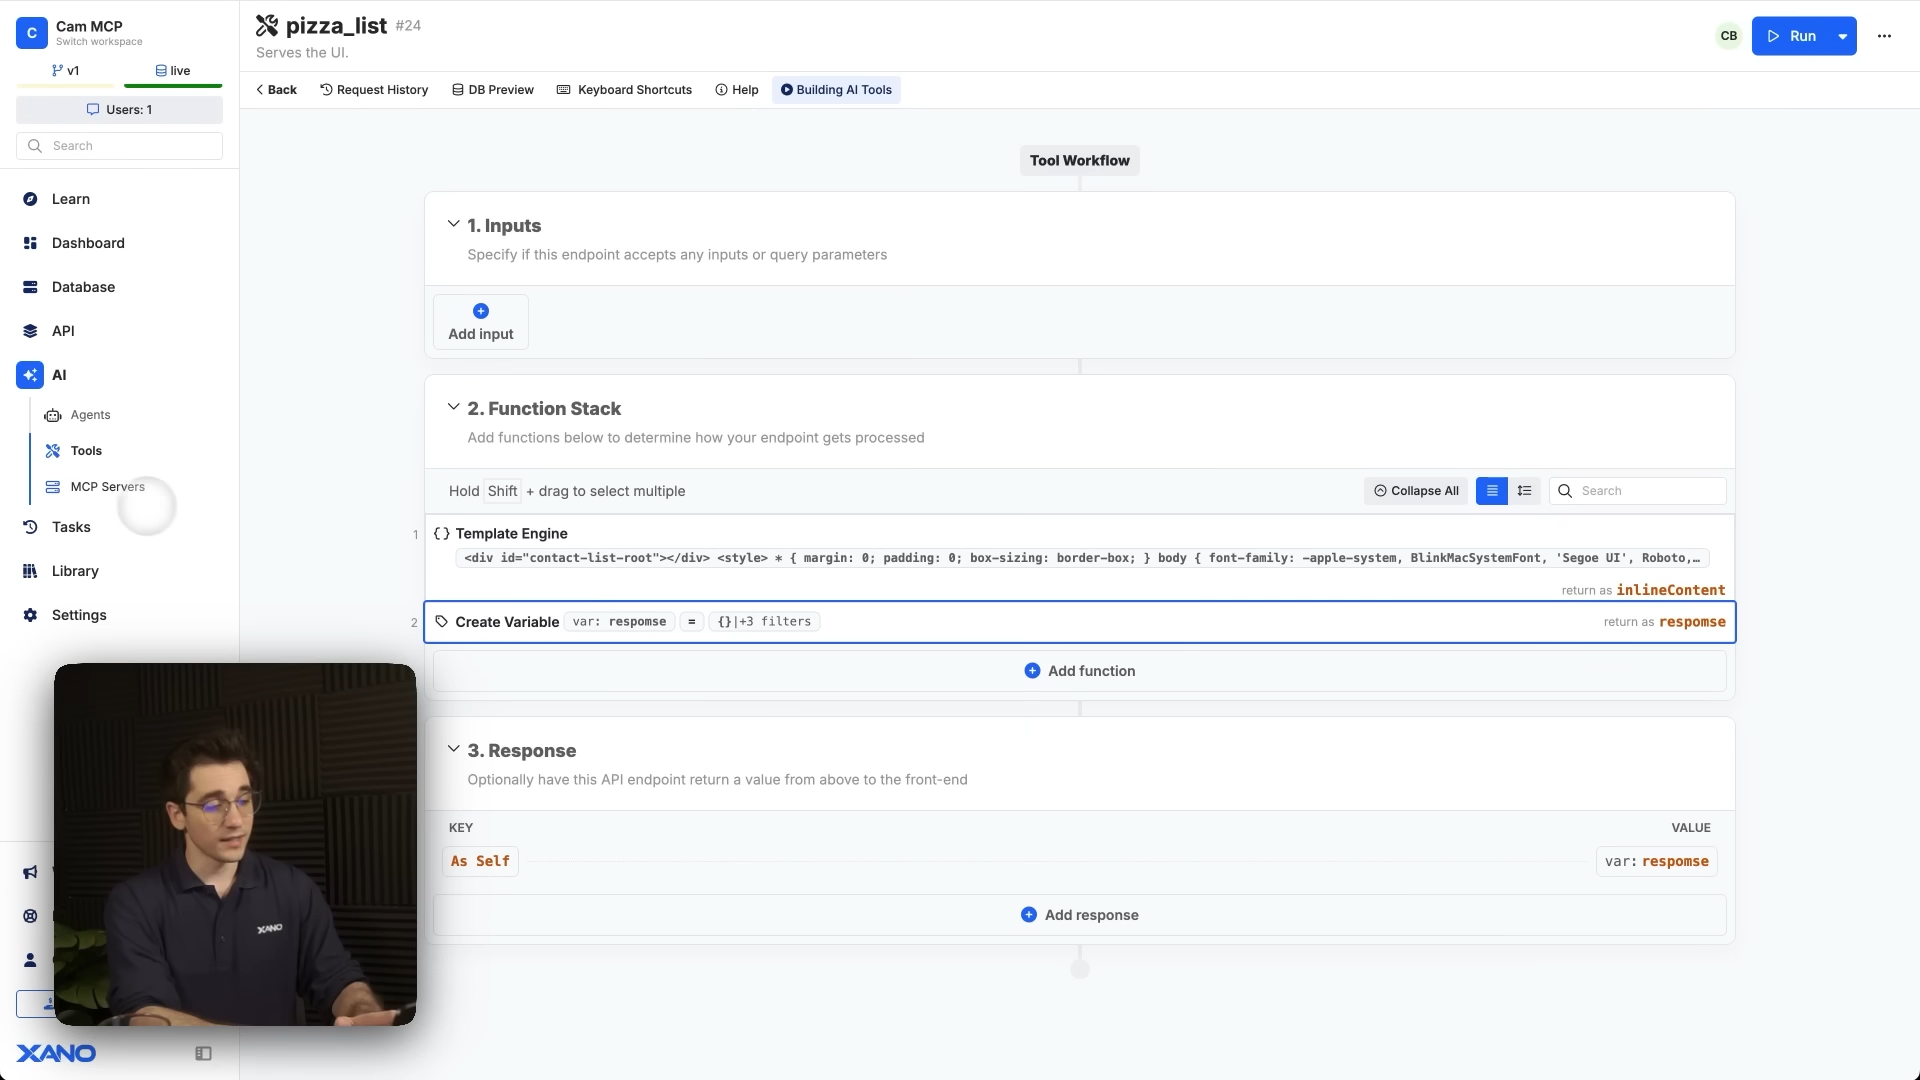 C
Cam MCP
Switch workspace
v1
live
Users: 1
Search
Learn
Dashboard
Database
API
AI
Agents
Tools
MCP Servers
Tasks
Library
Settings
XANO
pizza_list #24
Serves the UI.
CB
Run
Back
Request History
DB Preview
Keyboard Shortcuts
Help
Building AI Tools
Tool Workflow
1. Inputs
Specify if this endpoint accepts any inputs or query parameters
Add input
2. Function Stack
Add functions below to determine how your endpoint gets processed
Hold Shift + drag to select multiple
Collapse All
Search
1
{} Template Engine
<div id="contact-list-root"></div> <style> * { margin: 0; padding: 0; box-sizing: border-box; } body { font-family: -apple-system, BlinkMacSystemFont, 'Segoe UI', Roboto,…
return as inlineContent
2
Create Variable var: respomse = {}|+3 filters
return as respomse
Add function
3. Response
Optionally have this API endpoint return a value from above to the front-end
KEY
VALUE
As Self
var: respomse
Add response
XANO